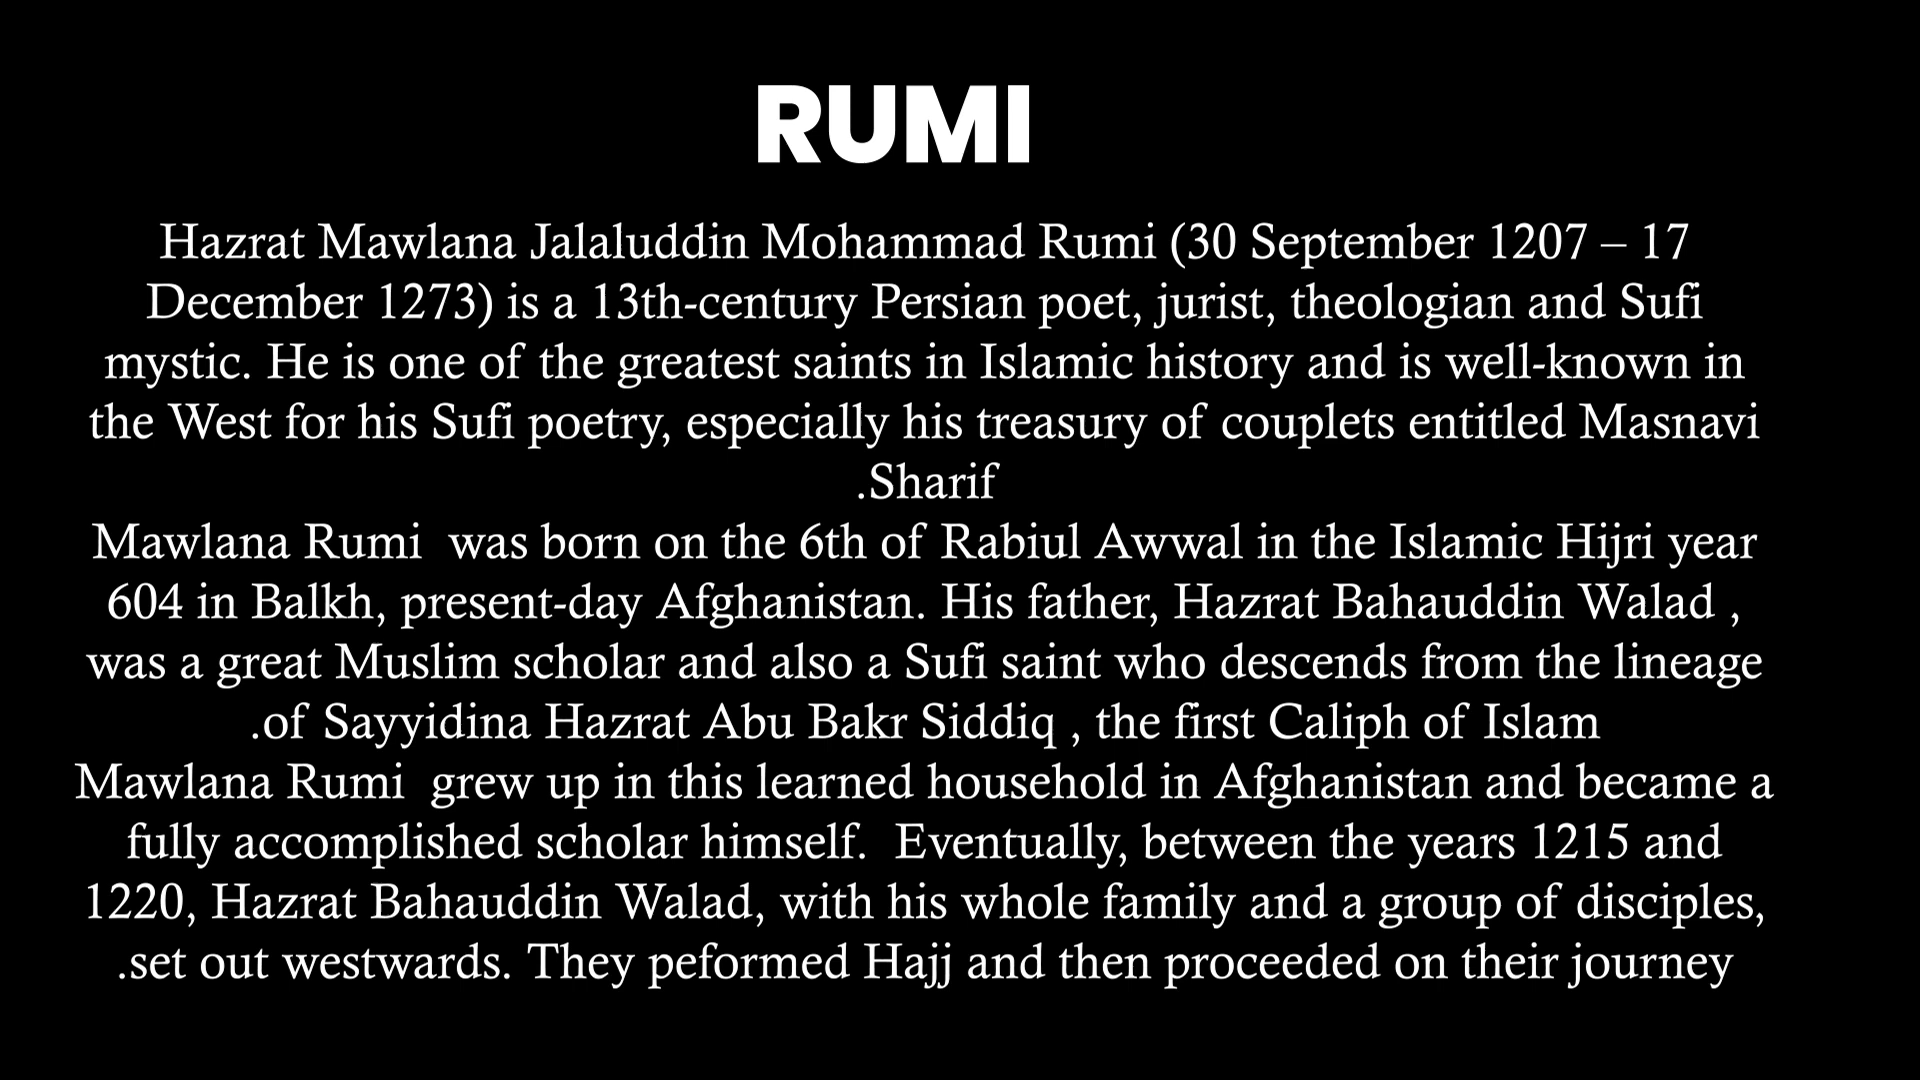 RUMI
Hazrat Mawlana Jalaluddin Mohammad Rumi (30 September 1207 – 17
December 1273) is a 13th-century Persian poet, jurist, theologian and Sufi
mystic. He is one of the greatest saints in Islamic history and is well-known in
the West for his Sufi poetry, especially his treasury of couplets entitled Masnavi
.Sharif
Mawlana Rumi  was born on the 6th of Rabiul Awwal in the Islamic Hijri year
604 in Balkh, present-day Afghanistan. His father, Hazrat Bahauddin Walad ,
was a great Muslim scholar and also a Sufi saint who descends from the lineage
.of Sayyidina Hazrat Abu Bakr Siddiq , the first Caliph of Islam
Mawlana Rumi  grew up in this learned household in Afghanistan and became a
fully accomplished scholar himself.  Eventually, between the years 1215 and
1220, Hazrat Bahauddin Walad, with his whole family and a group of disciples,
.set out westwards. They peformed Hajj and then proceeded on their journey